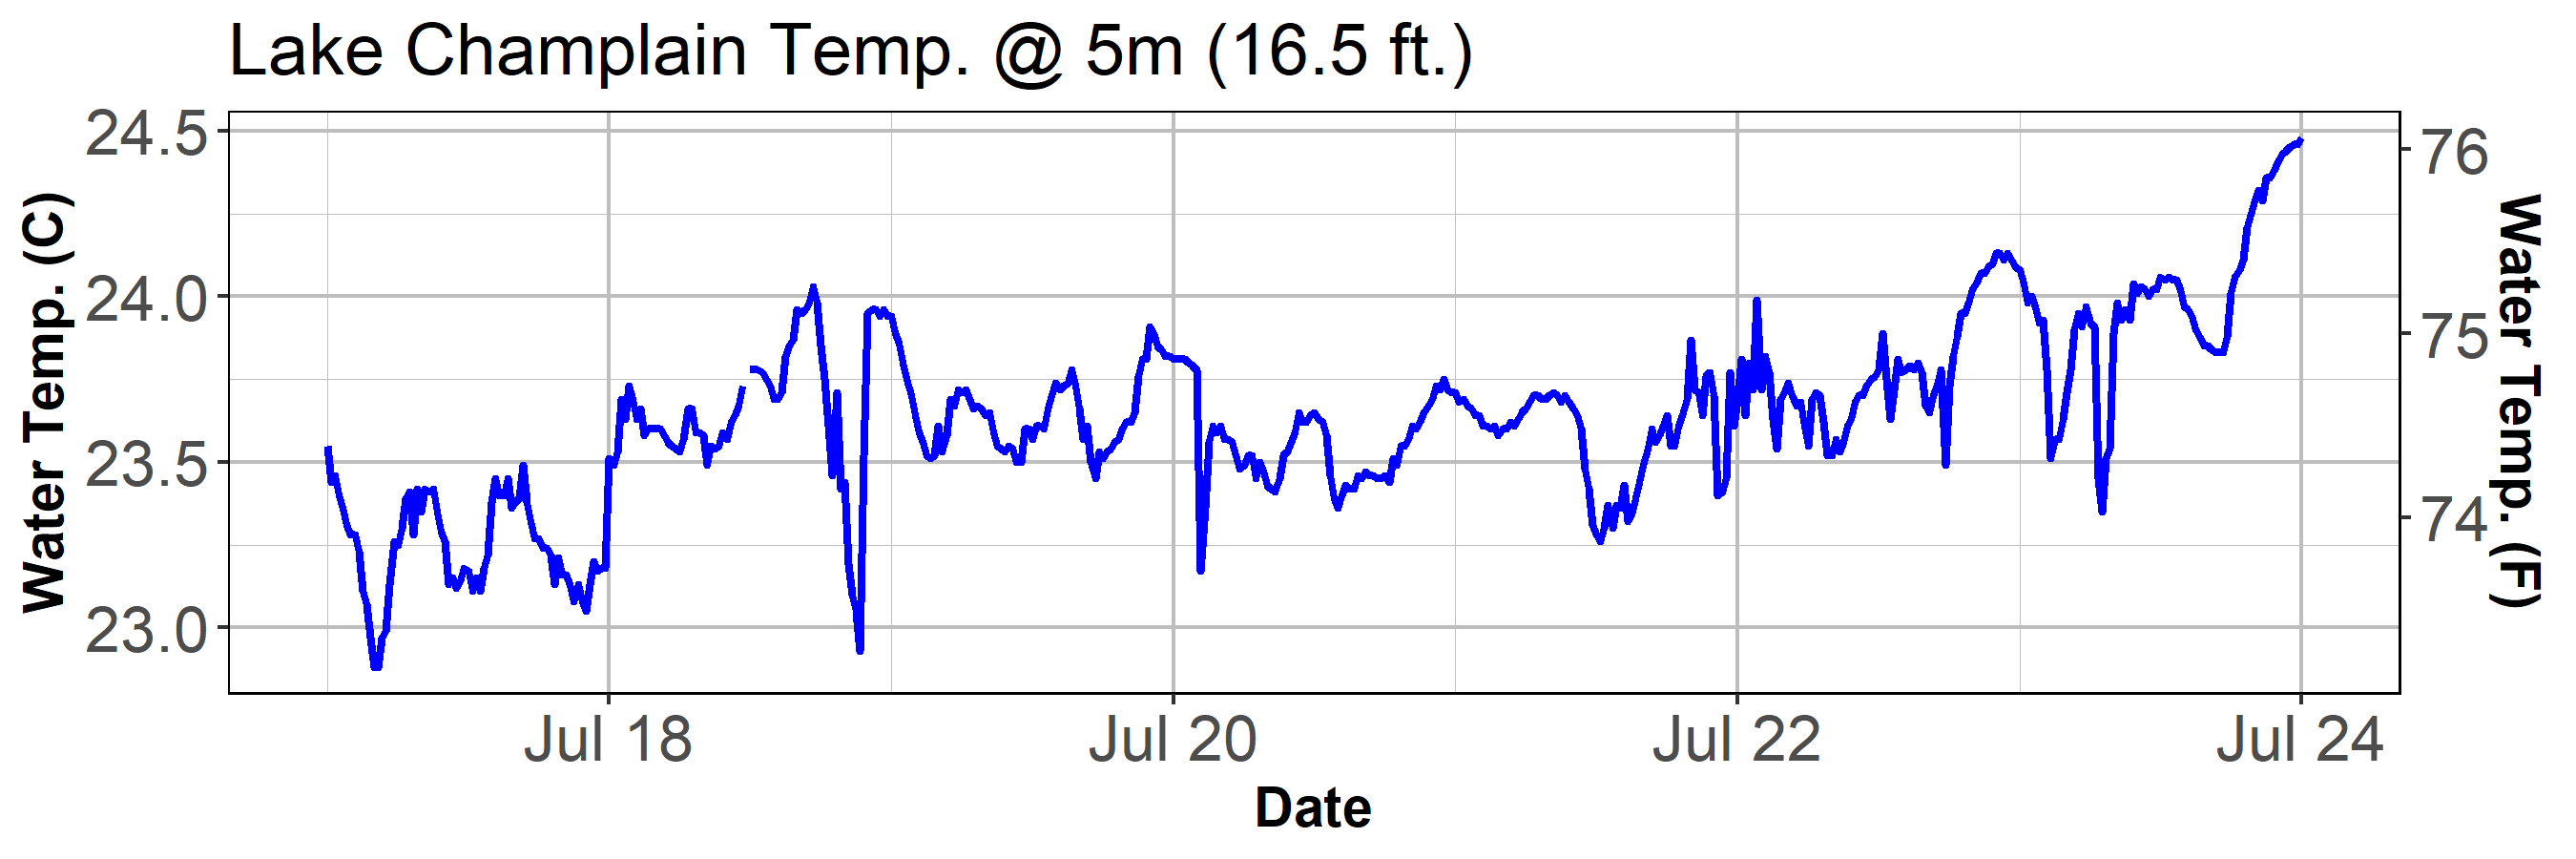 Lake Champlain Temp. @ 5m (16.5 ft.)
Water Temp. (C)
24.5
24.0
23.5
23.0
76
75
74
Water Temp. (F)
Jul 18
Jul 20
Jul 22
Jul 24
Date